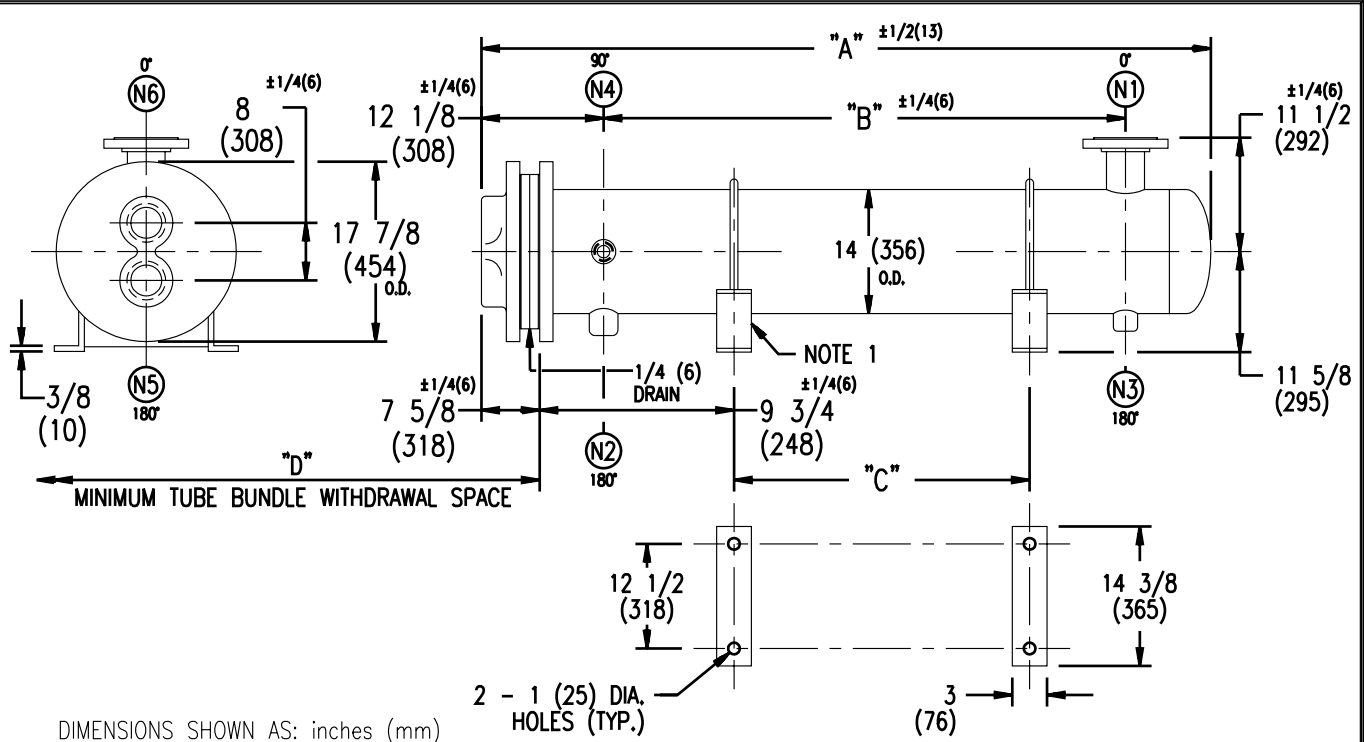 "A" ±1/2(13)
0°
N6
±1/4(6)
8
(308)
±1/4(6)
12 1/8
(308)
90°
N4
"B" ±1/4(6)
0°
N1
±1/4(6)
11 1/2
(292)
17 7/8
(454)
O.D.
14 (356)
O.D.
NOTE 1
3/8
(10)
N5
180°
±1/4(6)
7 5/8
(318)
1/4 (6)
DRAIN
±1/4(6)
9 3/4
(248)
N2
180°
N3
180°
11 5/8
(295)
"D"
MINIMUM TUBE BUNDLE WITHDRAWAL SPACE
"C"
12 1/2
(318)
14 3/8
(365)
2 - 1 (25) DIA.
HOLES (TYP.)
3
(76)
DIMENSIONS SHOWN AS: inches (mm)